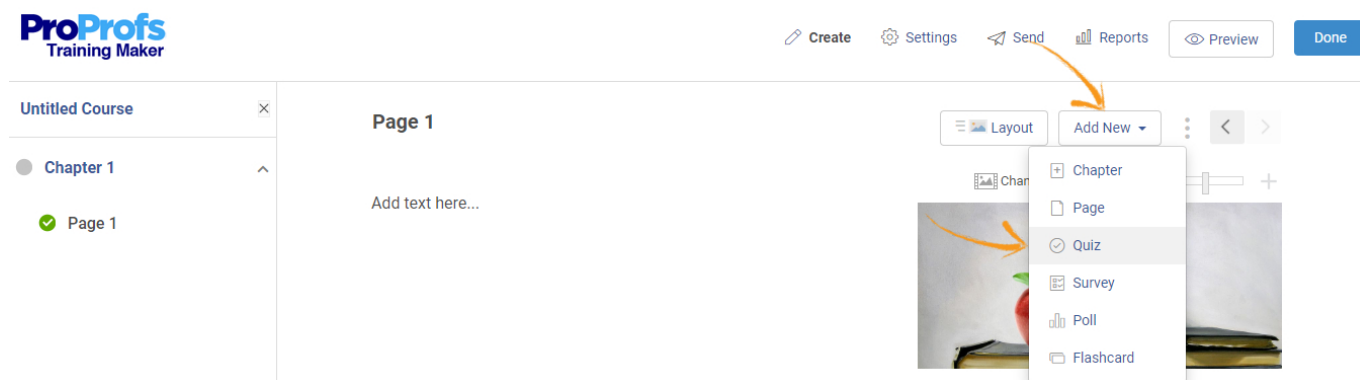 ProProfs
Training Maker
Create
Settings
Send
Reports
Preview
Done
Untitled Course
Chapter 1
Page 1
Page 1
Add text here...
Layout
Add New
Chapter
Page
Quiz
Survey
Poll
Flashcard